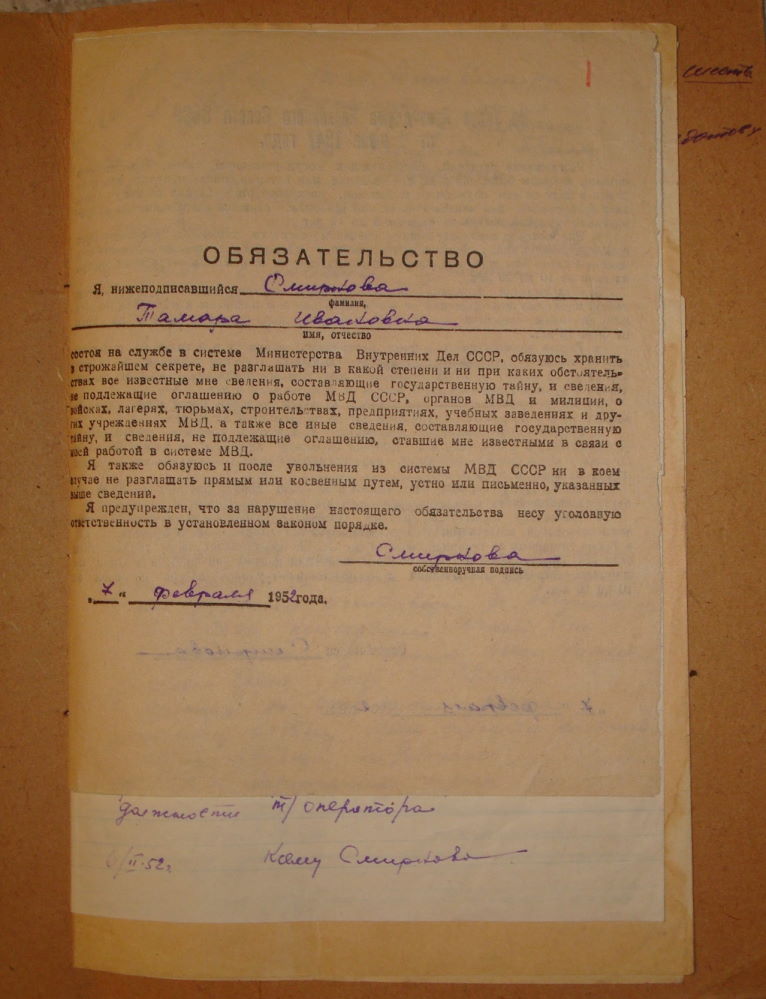 ОБЯЗАТЕЛЬСТВО
Я, нижеподписавшийся Смирнова
фамилия,
Тамара Ивановна
имя, отчество
состоя на службе в системе Министерства Внутренних Дел СССР, обязуюсь хранить
в строжайшем секрете, не разглашать ни в какой степени и ни при каких обстоятель-
ствах все известные мне сведения, составляющие государственную тайну, и сведения,
не подлежащие оглашению о работе МВД СССР, органов МВД и милиции, о
войсках, лагерях, тюрьмах, строительствах, предприятиях, учебных заведениях и дру-
гих учреждениях МВД, а также все иные сведения, составляющие государственную
тайну, и сведения, не подлежащие оглашению, ставшие мне известными в связи с
моей работой в системе МВД.
Я также обязуюсь и после увольнения из системы МВД СССР ни в коем
случае не разглашать прямым или косвенным путем, устно или письменно, указанных
выше сведений.
Я предупрежден, что за нарушение настоящего обязательства несу уголовную
ответственность в установленном законом порядке.
Смирнова
собственноручная подпись
„7" февраля 1952 года.
должности т/оператора
6/II-52г. Смирнова